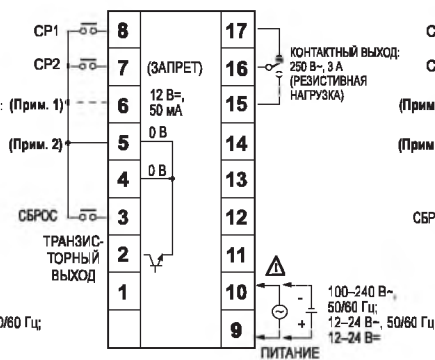 8
17
CP1
С
CP2
7
(ЗАПРЕТ)
16
КОНТАКТНЫЙ ВЫХОД:
250 В~, 3 А
(РЕЗИСТИВНАЯ
НАГРУЗКА)
С
: (Прим. 1)
6
12 В=,
50 мА
15
(Прим
(Прим. 2)
5
0 В
14
(Прим
4
0 В
13
СБРОС
3
12
СБР
ТРАНЗИС-
ТОРНЫЙ
ВЫХОД
2
11
1
10
100–240 В~,
50/60 Гц;
12–24 В~, 50/60 Гц
12–24 В=
-
+
0/60 Гц;
9
ПИТАНИЕ